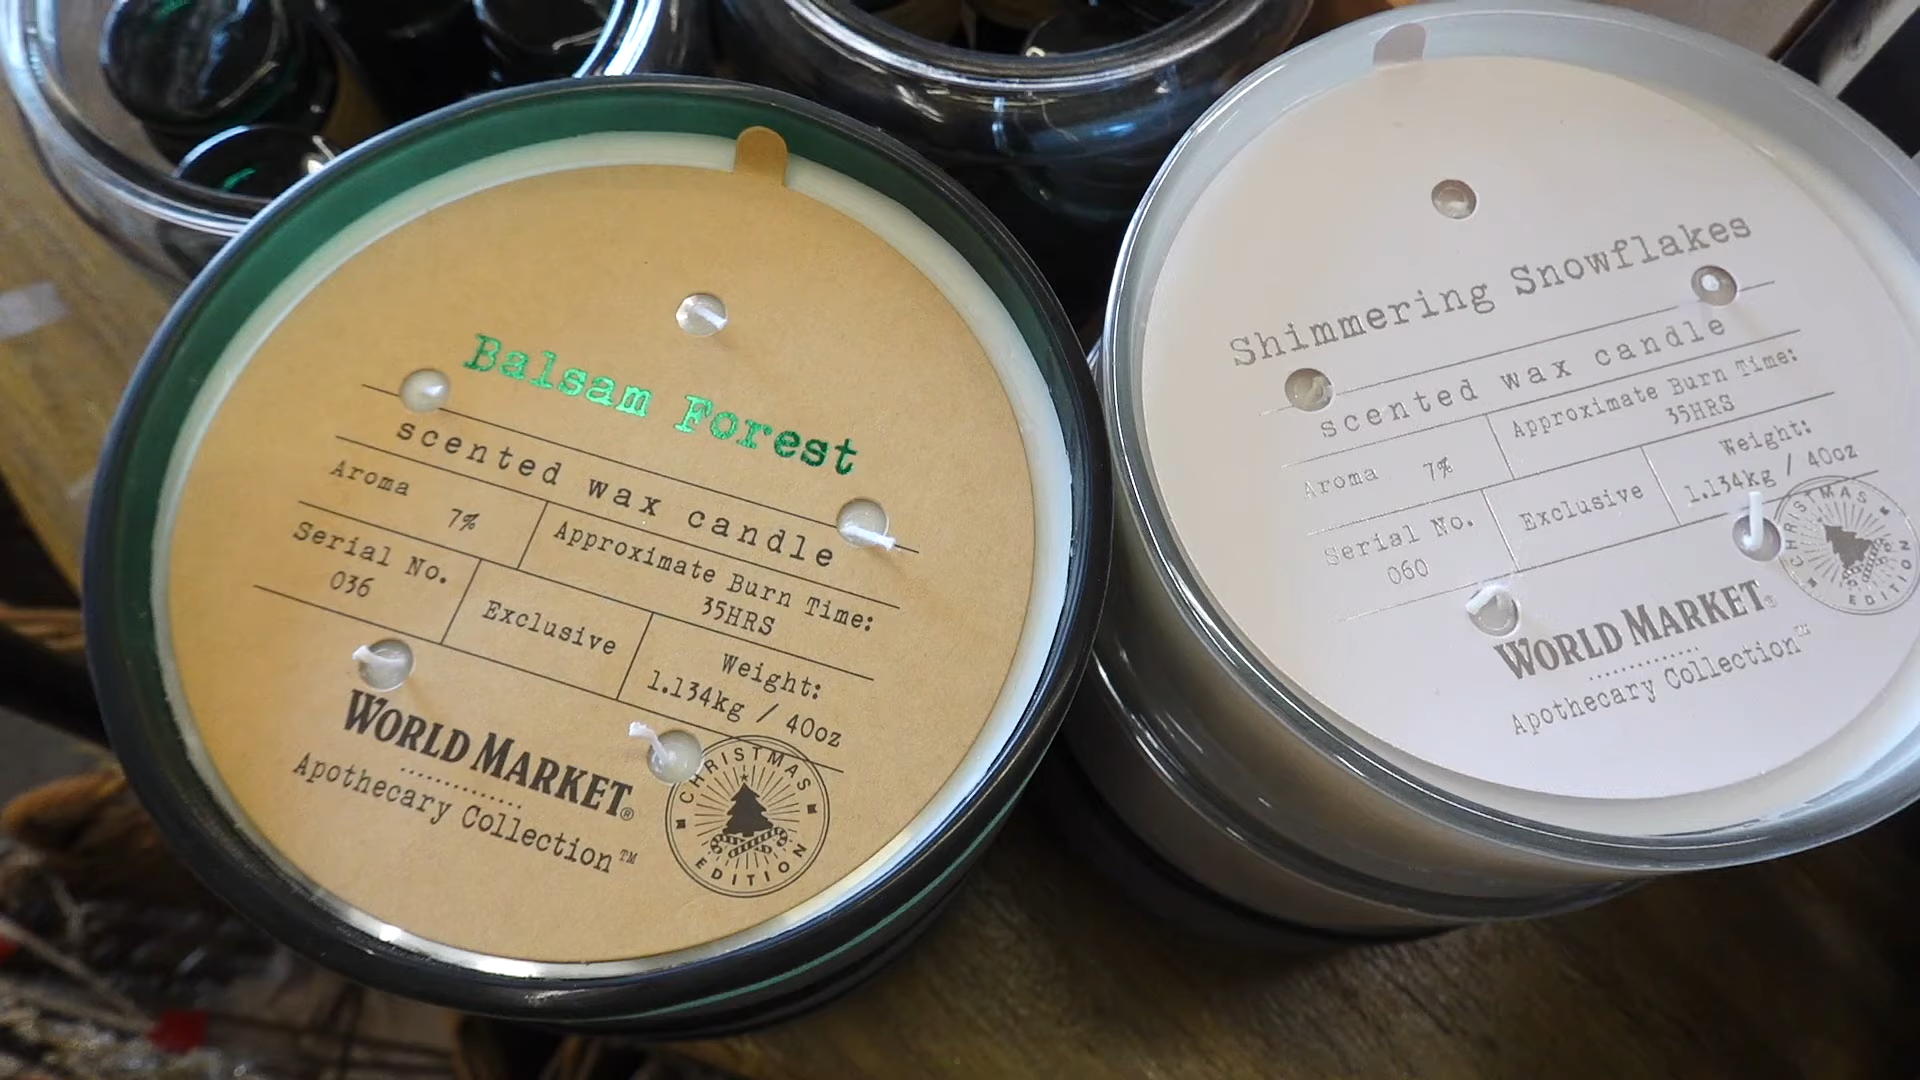 Balsam Forest
scented wax candle
Aroma 7%
Approximate Burn Time:
35HRS
Serial No.
036
Exclusive
Weight:
1.134kg / 40oz
WORLD MARKET®
Apothecary Collection™
CHRISTMAS
EDITION
Shimmering Snowflakes
scented wax candle
Aroma 7%
Approximate Burn Time:
35HRS
Serial No.
060
Exclusive
Weight:
1.134kg / 40oz
WORLD MARKET®
Apothecary Collection™
CHRISTMAS
EDITION